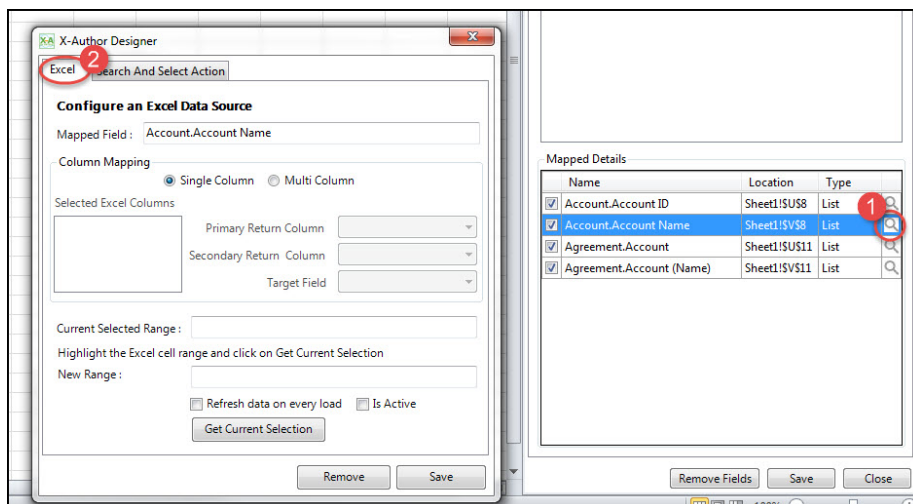 X-A X-Author Designer
x
2
Excel
Search And Select Action
Configure an Excel Data Source
Mapped Field : Account.Account Name
Column Mapping
Single Column Multi Column
Selected Excel Columns
Primary Return Column
Secondary Return Column
Target Field
Current Selected Range :
Highlight the Excel cell range and click on Get Current Selection
New Range :
Refresh data on every load Is Active
Get Current Selection
Remove Save
Mapped Details
Name Location Type
1
Account.Account ID Sheet1!$U$8 List
Account.Account Name Sheet1!$V$8 List
Agreement.Account Sheet1!$U$11 List
Agreement.Account (Name) Sheet1!$V$11 List
Remove Fields Save Close